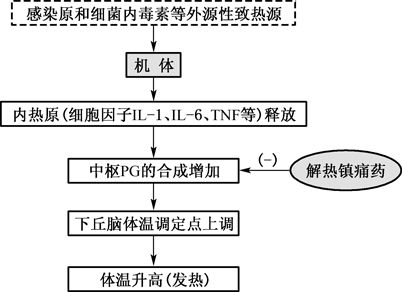 感染原和细菌内毒素等外源性致热源
机 体
内热原(细胞因子IL-1、IL-6、TNF等)释放
中枢PG的合成增加
(-)
解热镇痛药
下丘脑体温调定点上调
体温升高(发热)